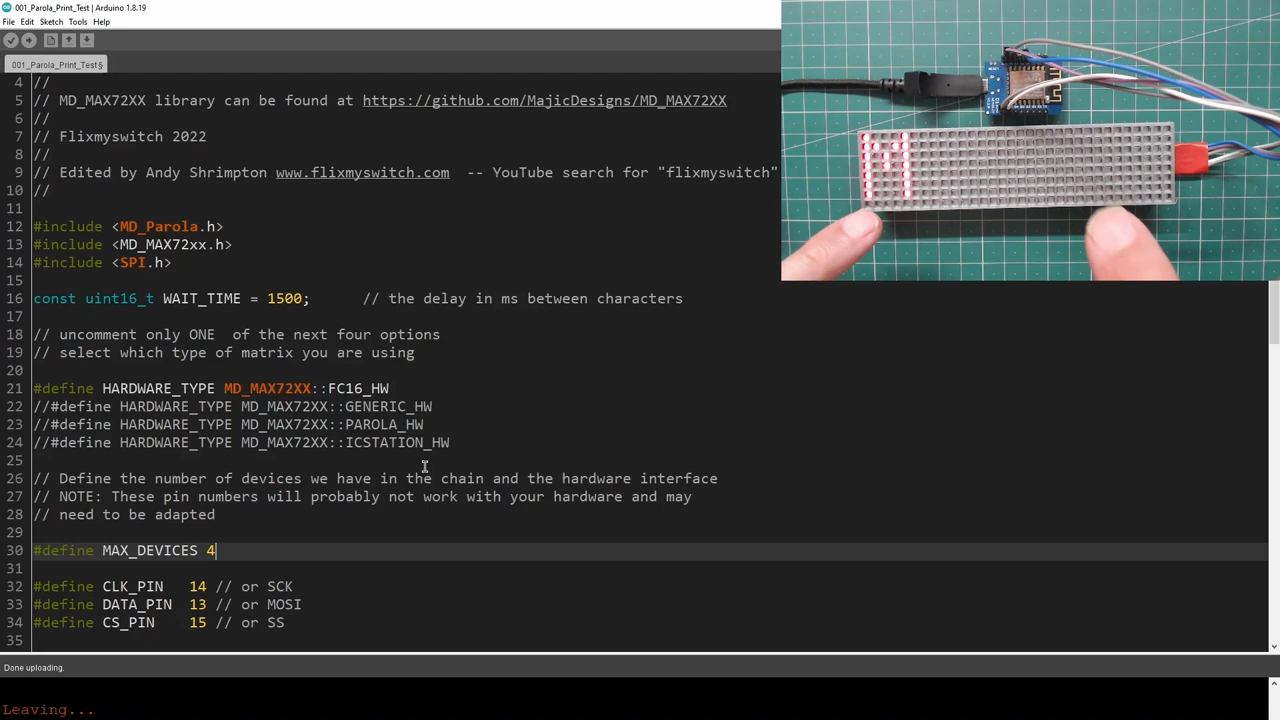 001_Parola_Print_Test | Arduino 1.8.19
File Edit Sketch Tools Help
001_Parola_Print_Test§
4 //
5 // MD_MAX72XX library can be found at https://github.com/MajicDesigns/MD_MAX72XX
6 //
7 // Flixmyswitch 2022
8 //
9 // Edited by Andy Shrimpton www.flixmyswitch.com -- YouTube search for "flixmyswitch"
10 //
11
12 #include <MD_Parola.h>
13 #include <MD_MAX72xx.h>
14 #include <SPI.h>
15
16 const uint16_t WAIT_TIME = 1500; // the delay in ms between characters
17
18 // uncomment only ONE of the next four options
19 // select which type of matrix you are using
20
21 #define HARDWARE_TYPE MD_MAX72XX::FC16_HW
22 //#define HARDWARE_TYPE MD_MAX72XX::GENERIC_HW
23 //#define HARDWARE_TYPE MD_MAX72XX::PAROLA_HW
24 //#define HARDWARE_TYPE MD_MAX72XX::ICSTATION_HW
25
26 // Define the number of devices we have in the chain and the hardware interface
27 // NOTE: These pin numbers will probably not work with your hardware and may
28 // need to be adapted
29
30 #define MAX_DEVICES 4
31
32 #define CLK_PIN 14 // or SCK
33 #define DATA_PIN 13 // or MOSI
34 #define CS_PIN 15 // or SS
35
M
Done uploading.
Leaving...